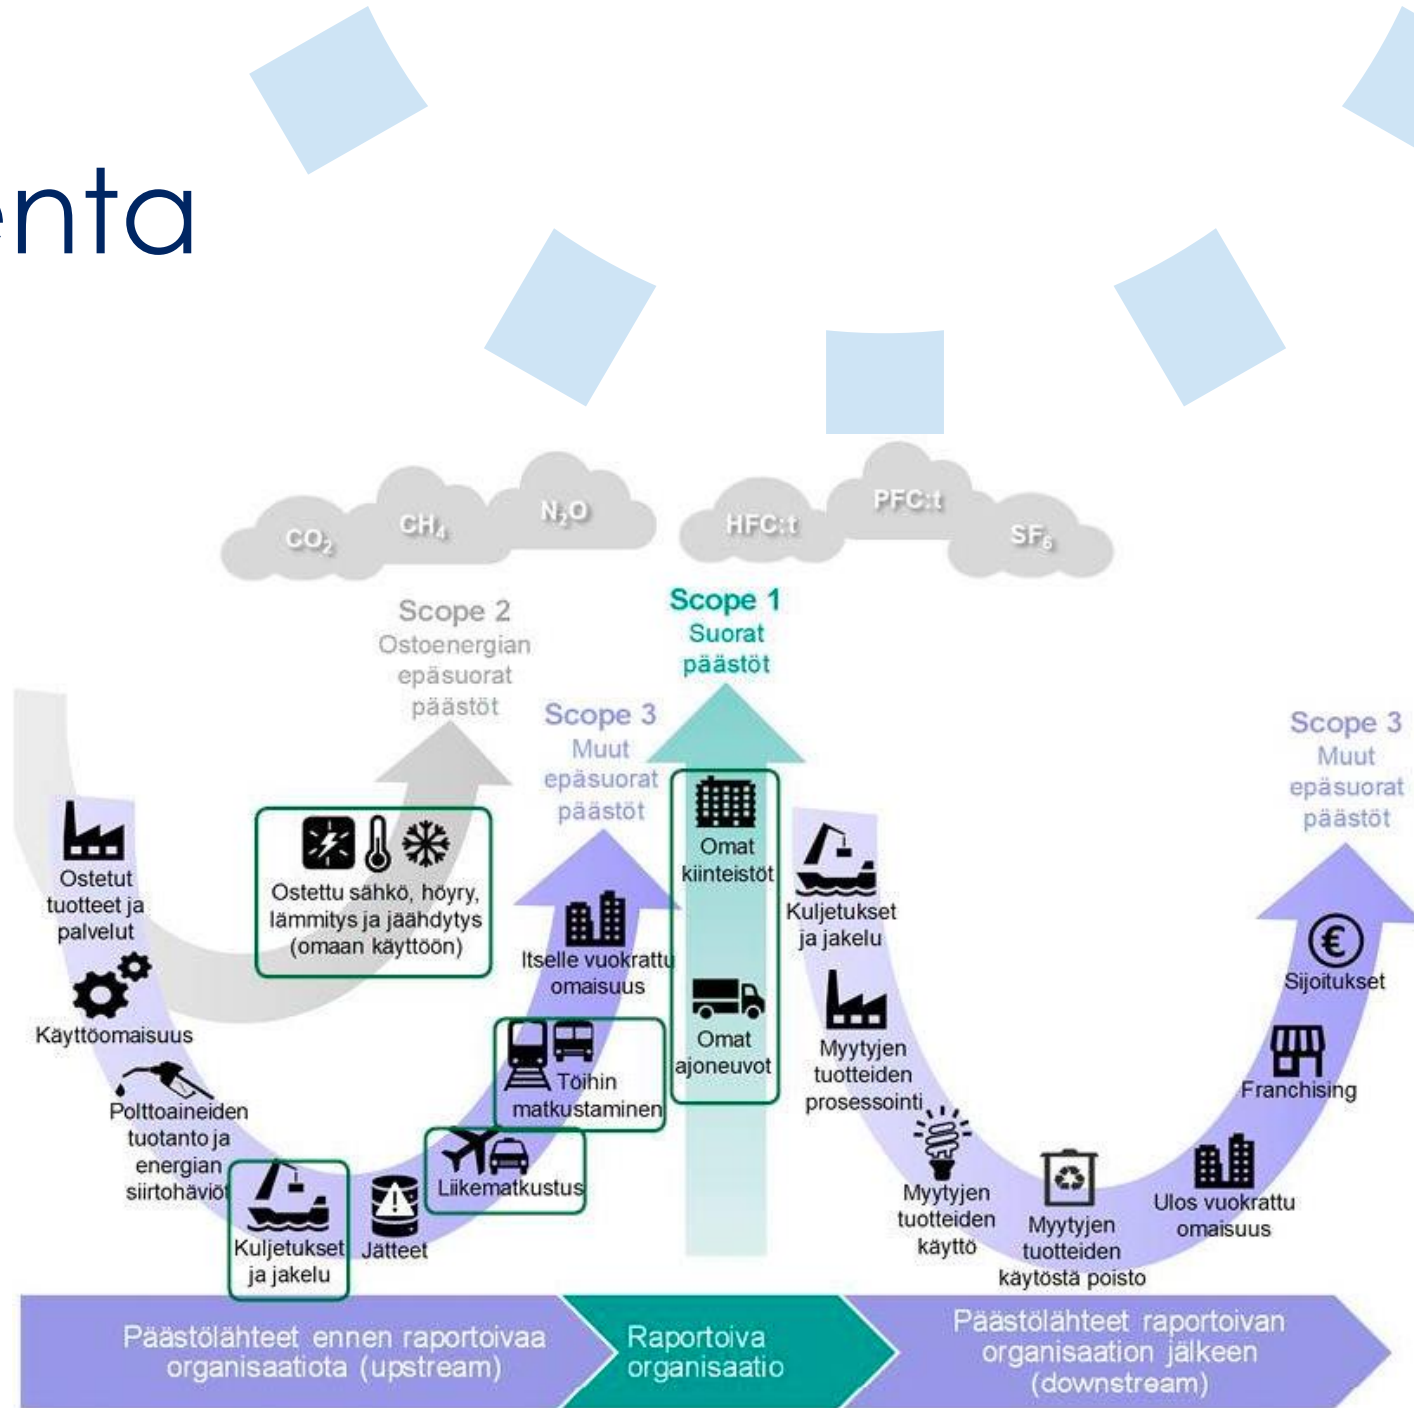 enta
CO₂
CH₄
N₂O
HFC:t
PFC:t
SF₆
Scope 2
Ostoenergian
epäsuorat
päästöt
Scope 1
Suorat
päästöt
Scope 3
Muut
epäsuorat
päästöt
Scope 3
Muut
epäsuorat
päästöt
Ostetut
tuotteet ja
palvelut
Käyttöomaisuus
Polttoaineiden
tuotanto ja
energian
siirtohäviöt
Kuljetukset
ja jakelu
Jätteet
Liikematkustus
Töihin
matkustaminen
Itselle vuokrattu
omaisuus
Ostettu sähkö, höyry,
lämmitys ja jäähdytys
(omaan käyttöön)
Omat
kiinteistöt
Omat
ajoneuvot
Kuljetukset
ja jakelu
Myytyjen
tuotteiden
prosessointi
Myytyjen
tuotteiden
käyttö
Myytyjen
tuotteiden
käytöstä poisto
Ulos vuokrattu
omaisuus
Franchising
Sijoitukset
€
Päästölähteet ennen raportoivaa
organisaatiota (upstream)
Raportoiva
organisaatio
Päästölähteet raportoivan
organisaation jälkeen
(downstream)